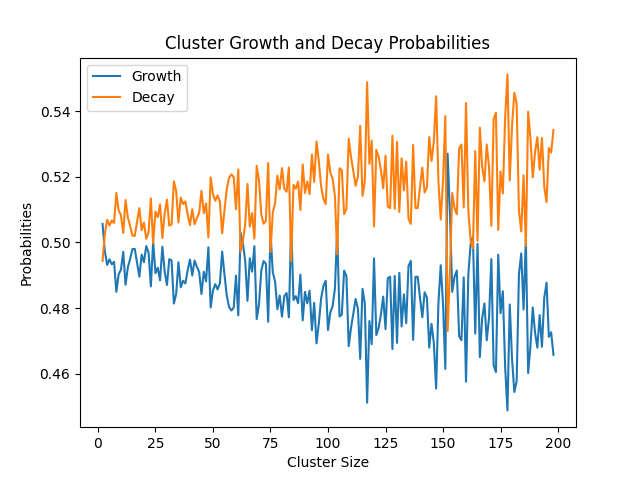 Cluster Growth and Decay Probabilities
Growth
Decay
0.54
0.52
0.50
0.48
0.46
Probabilities
0 25 50 75 100 125 150 175 200
Cluster Size